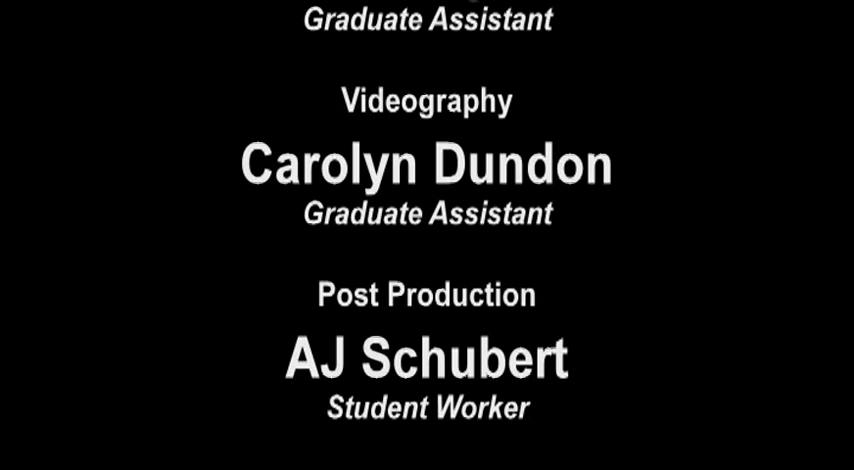 Graduate Assistant
Videography
Carolyn Dundon
Graduate Assistant
Post Production
AJ Schubert
Student Worker